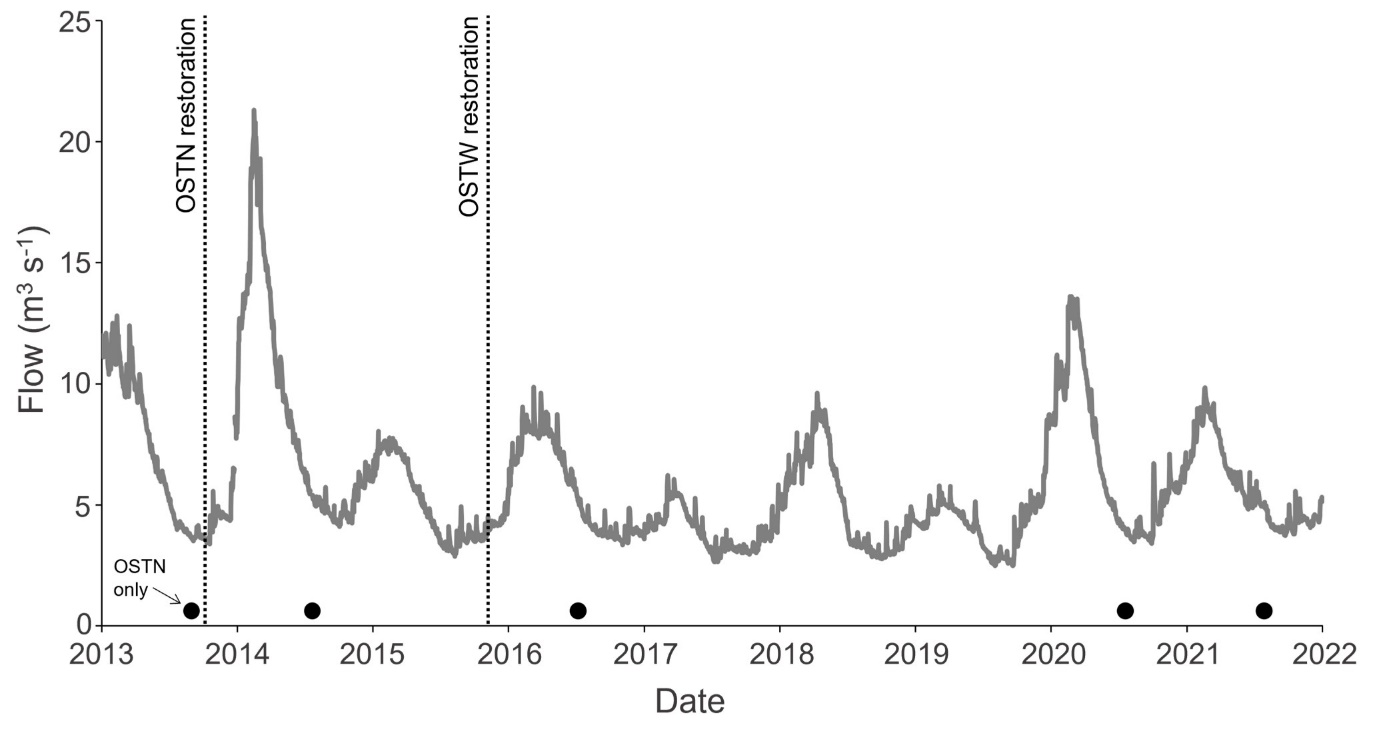 25
20
15
10
5
0
Flow (m³ s⁻¹)
OSTN restoration
OSTW restoration
OSTN
only
2013 2014 2015 2016 2017 2018 2019 2020 2021 2022
Date